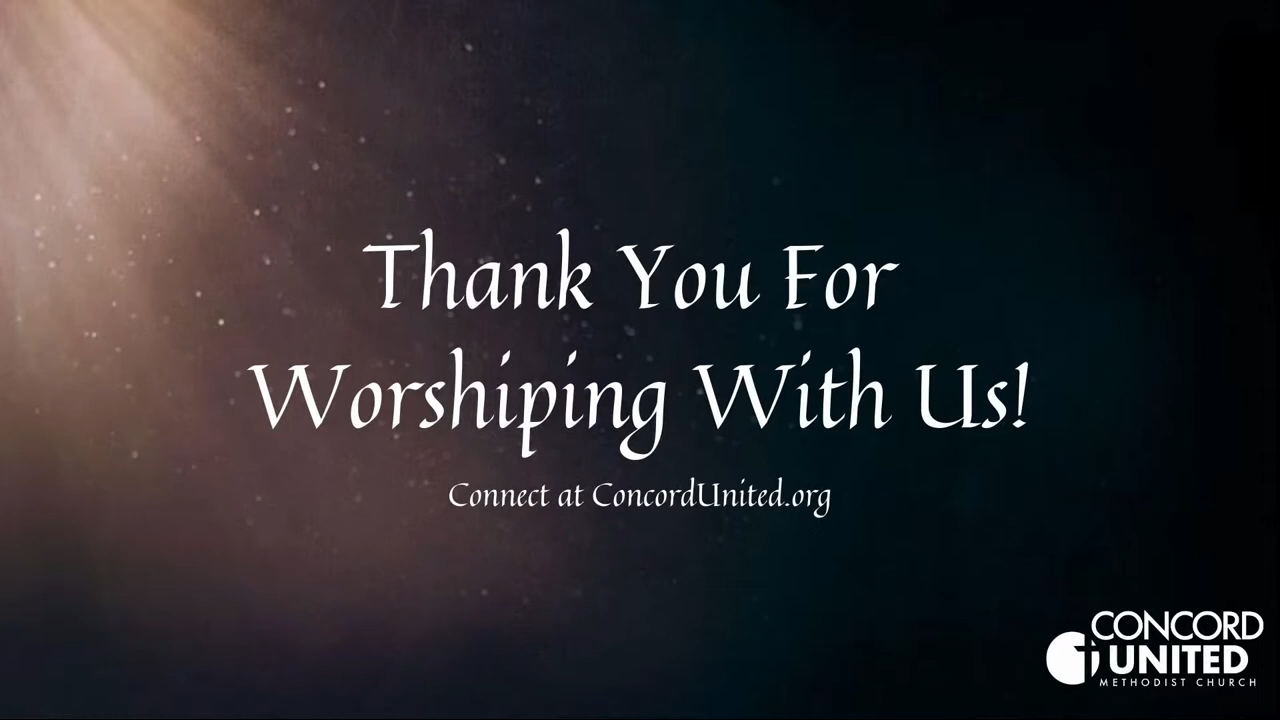 Thank You For
Worshiping With Us!
Connect at ConcordUnited.org
CONCORD
UNITED
METHODIST CHURCH